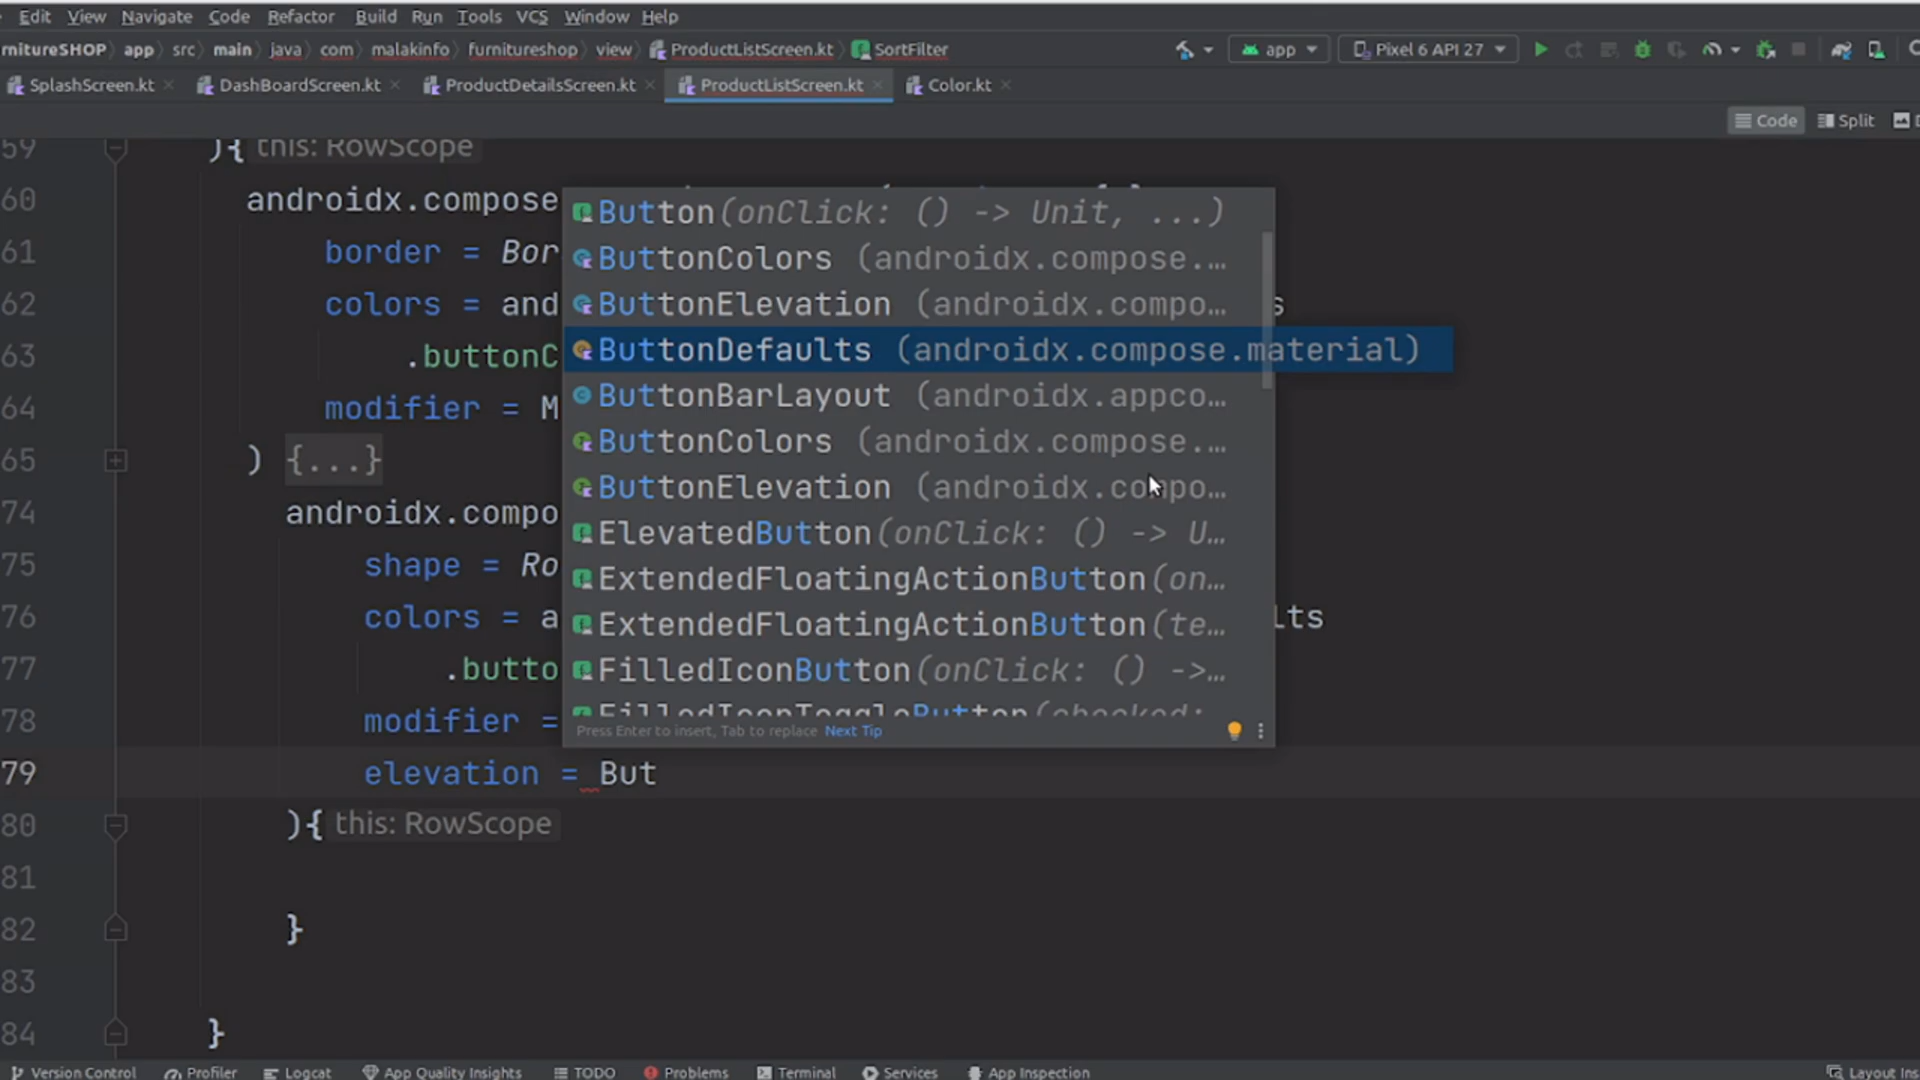 Edit View Navigate Code Refactor Build Run Tools VCS Window Help
rnitureSHOP app src main java com malakinfo furnitureshop view ProductListScreen.kt SortFilter app Pixel 6 API 27
SplashScreen.kt DashBoardScreen.kt ProductDetailsScreen.kt ProductListScreen.kt Color.kt
Code Split
59 ){ this: RowScope
60 androidx.compose
61 border = Bor
62 colors = and s
63 .buttonC
64 modifier = M
65 ) {...}
74 androidx.compo
75 shape = Ro
76 colors = a lts
77 .butto
78 modifier =
79 elevation = But
80 ){ this: RowScope
81
82 }
83
84 }
Button(onClick: () -> Unit, ...)
ButtonColors (androidx.compose.…
ButtonElevation (androidx.compo…
ButtonDefaults (androidx.compose.material)
ButtonBarLayout (androidx.appco…
ButtonColors (androidx.compose.…
ButtonElevation (androidx.compo…
ElevatedButton(onClick: () -> U…
ExtendedFloatingActionButton(on…
ExtendedFloatingActionButton(te…
FilledIconButton(onClick: () ->…
FilledIconToggleButton(checked:
Press Enter to insert, Tab to replace Next Tip
Version Control Profiler Logcat App Quality Insights TODO Problems Terminal Services App Inspection Layout Ins